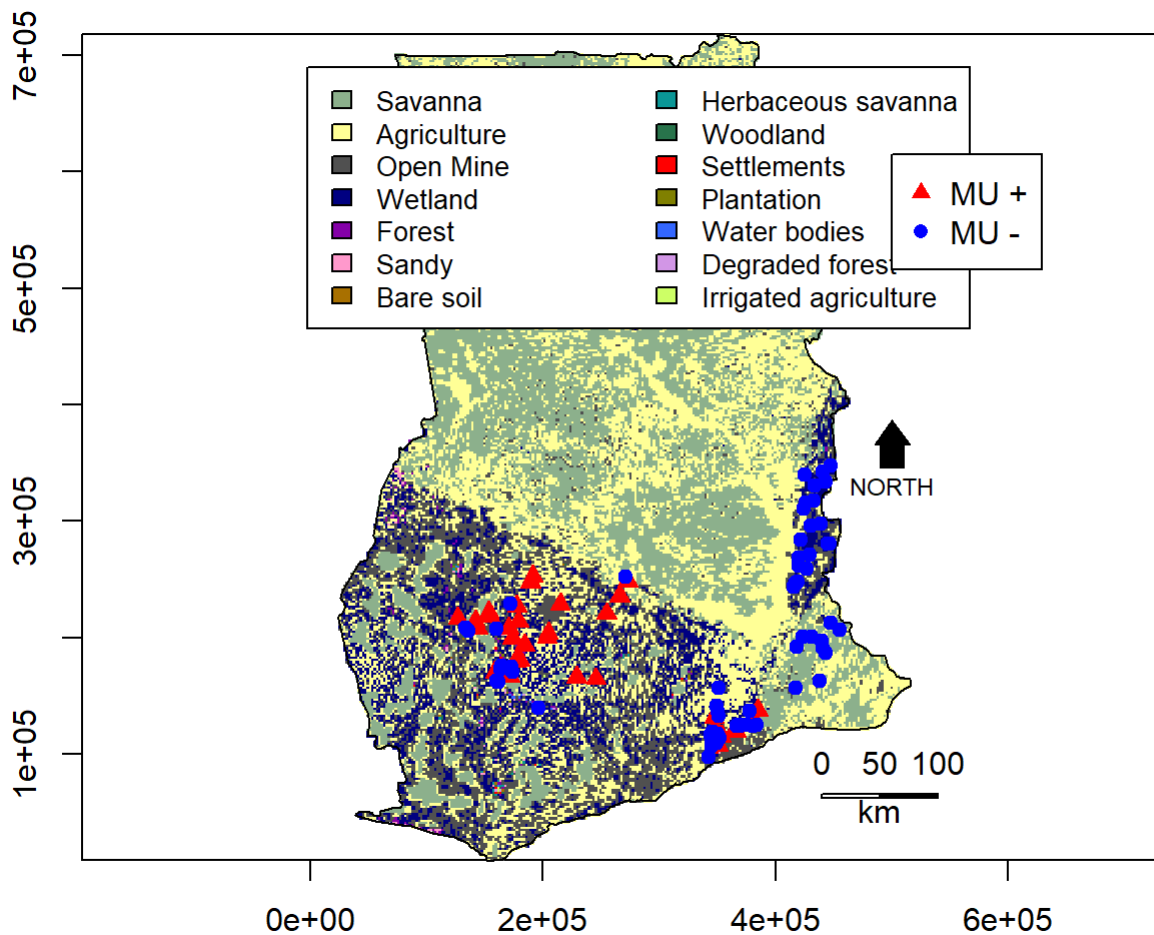 7e+05
5e+05
3e+05
1e+05
Savanna
Agriculture
Open Mine
Wetland
Forest
Sandy
Bare soil
Herbaceous savanna
Woodland
Settlements
Plantation
Water bodies
Degraded forest
Irrigated agriculture
MU +
MU -
NORTH
0 50 100
km
0e+00 2e+05 4e+05 6e+05